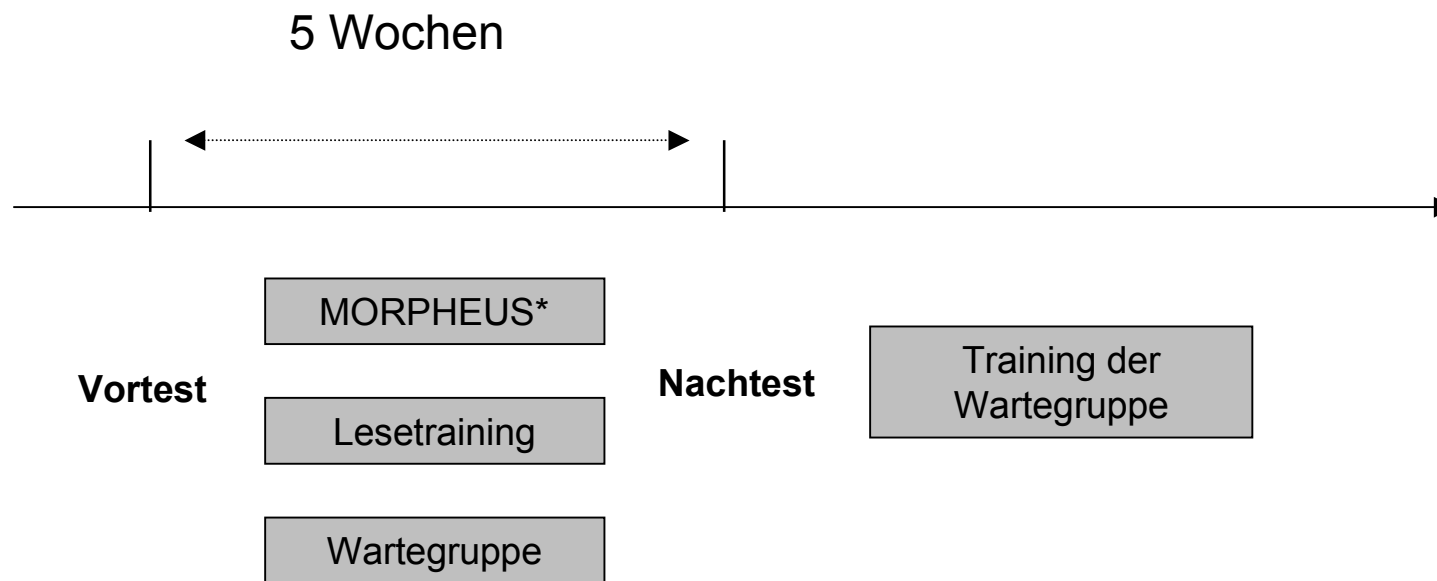 5 Wochen
MORPHEUS*
Vortest
Lesetraining
Wartegruppe
Nachtest
Training der
Wartegruppe